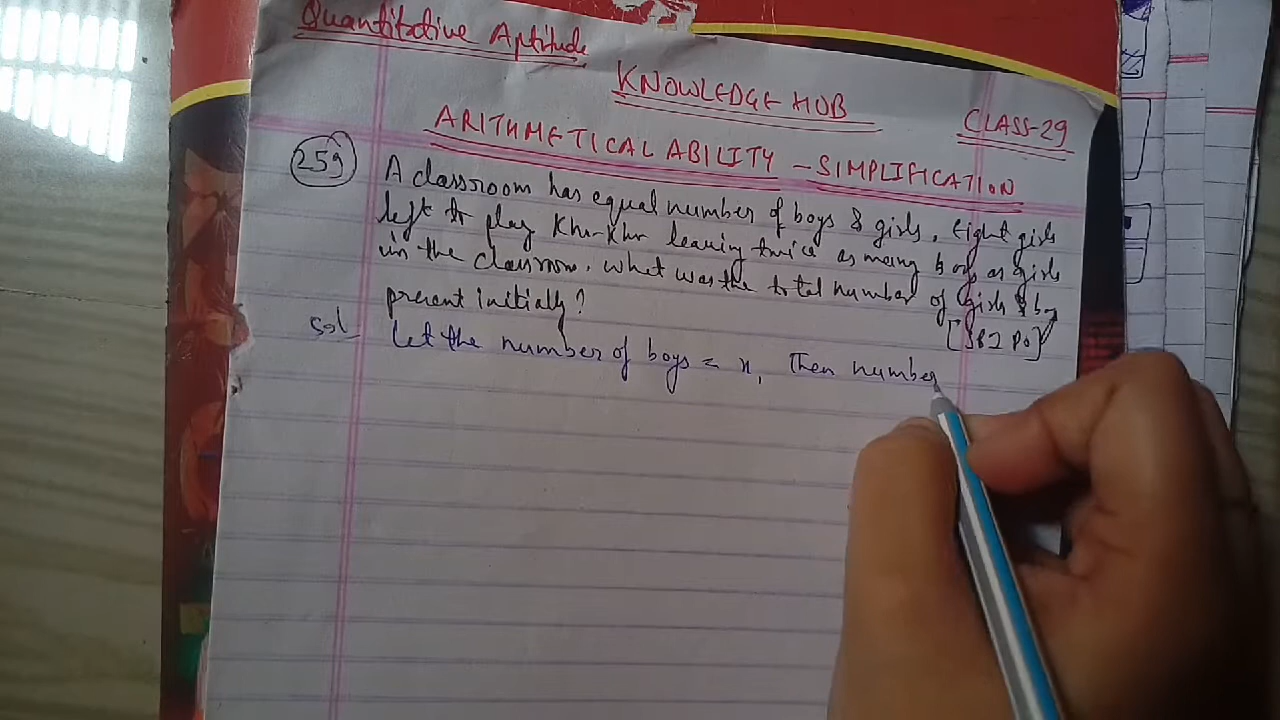 Quantitative Aptitude
KNOWLEDGE HUB
CLASS-29
ARITHMETICAL ABILITY - SIMPLIFICATION
259 A classroom has equal number of boys & girls. Eight girls
left to play Kho-Kho leaving twice as many boys as girls
in the classroom. What was the total number of girls & boy
present initially?
[SBI PO]
Sol Let the number of boys = x, Then number